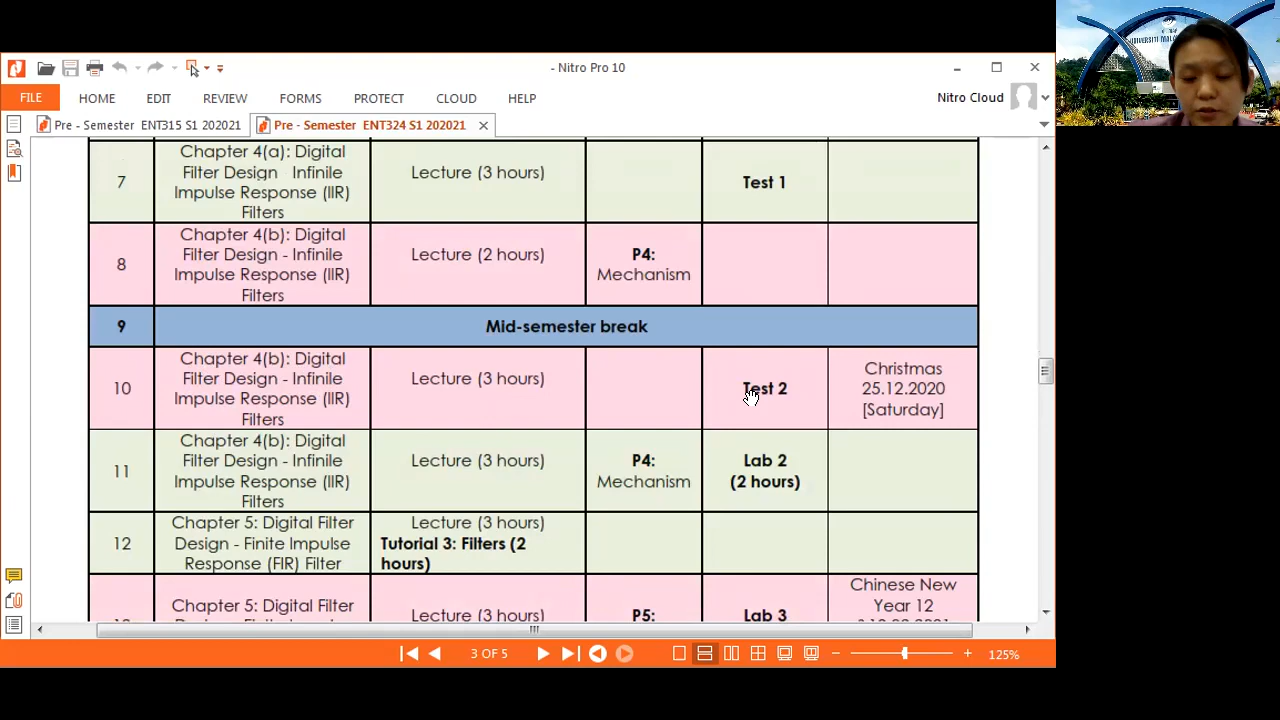 - Nitro Pro 10
FILE
HOME
EDIT
REVIEW
FORMS
PROTECT
CLOUD
HELP
Nitro Cloud
Pre - Semester ENT315 S1 202021
Pre - Semester ENT324 S1 202021
7
Chapter 4(a): Digital
Filter Design Infinile
Impulse Response (IIR)
Filters
Lecture (3 hours)
Test 1
8
Chapter 4(b): Digital
Filter Design - Infinile
Impulse Response (IIR)
Filters
Lecture (2 hours)
P4:
Mechanism
9
Mid-semester break
10
Chapter 4(b): Digital
Filter Design - Infinile
Impulse Response (IIR)
Filters
Lecture (3 hours)
Test 2
Christmas
25.12.2020
[Saturday]
11
Chapter 4(b): Digital
Filter Design - Infinile
Impulse Response (IIR)
Filters
Lecture (3 hours)
P4:
Mechanism
Lab 2
(2 hours)
12
Chapter 5: Digital Filter
Design - Finite Impulse
Response (FIR) Filter
Lecture (3 hours)
Tutorial 3: Filters (2
hours)
Chapter 5: Digital Filter
Lecture (3 hours)
P5:
Lab 3
Chinese New
Year 12
3 OF 5
125%